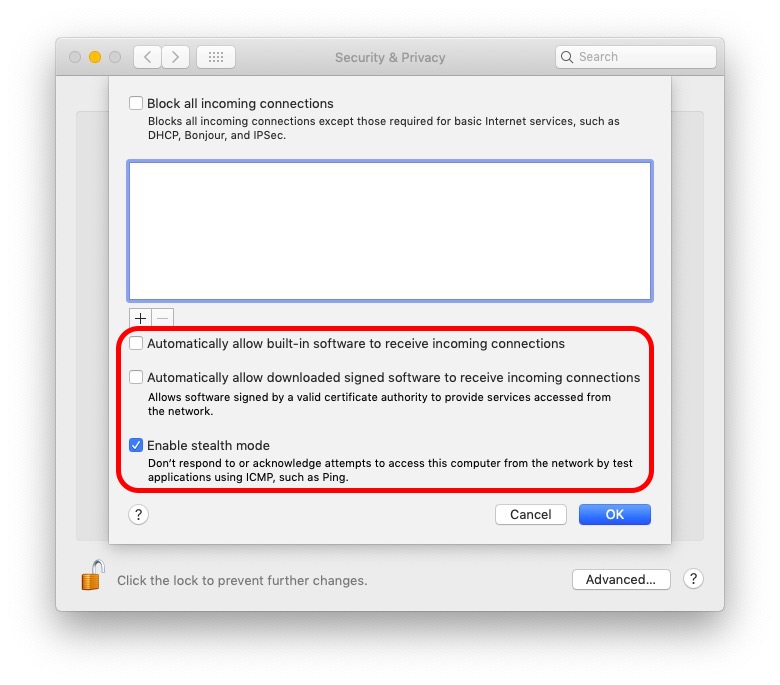 Security & Privacy
Search
Block all incoming connections
Blocks all incoming connections except those required for basic Internet services, such as
DHCP, Bonjour, and IPSec.
Automatically allow built-in software to receive incoming connections
Automatically allow downloaded signed software to receive incoming connections
Allows software signed by a valid certificate authority to provide services accessed from
the network.
Enable stealth mode
Don’t respond to or acknowledge attempts to access this computer from the network by test
applications using ICMP, such as Ping.
? Cancel OK
Click the lock to prevent further changes. Advanced... ?